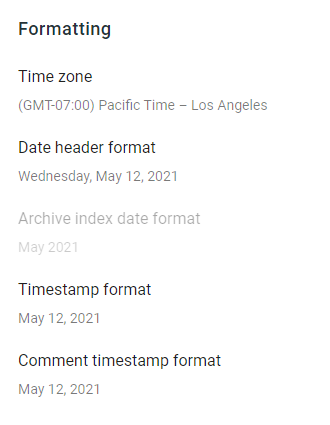 Formatting
Time zone
(GMT-07:00) Pacific Time – Los Angeles
Date header format
Wednesday, May 12, 2021
Archive index date format
May 2021
Timestamp format
May 12, 2021
Comment timestamp format
May 12, 2021